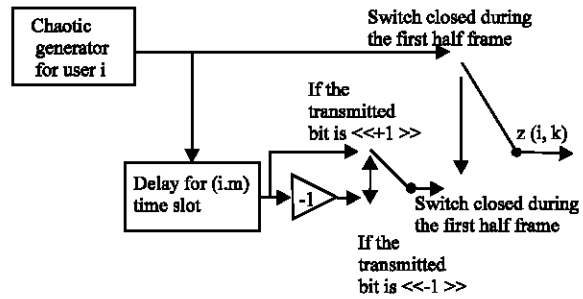 Chaotic
generator
for user i
Switch closed during
the first half frame
If the
transmitted
bit is <<+1 >>
z (i, k)
Delay for (i.m)
time slot
-1
Switch closed during
the first half frame
If the
transmitted
bit is <<-1 >>